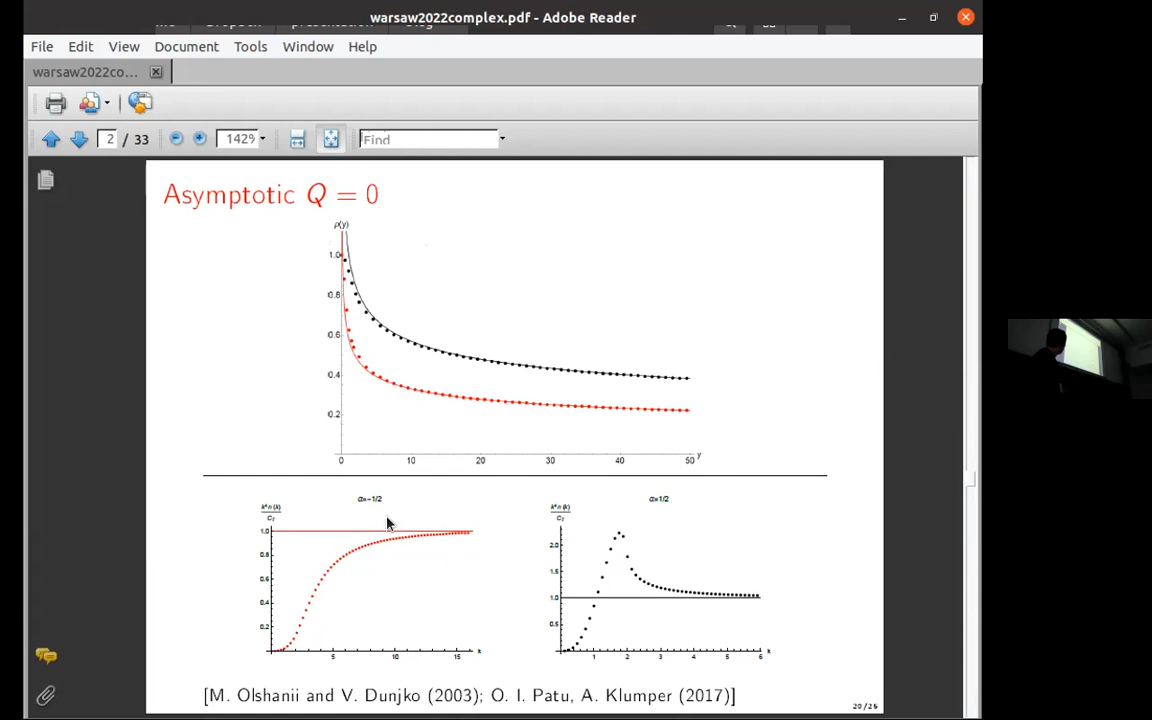 warsaw2022complex.pdf - Adobe Reader
File Edit View Document Tools Window Help
warsaw2022co...
2 / 33 142% Find
Asymptotic Q = 0
ρ(y)
1.0
0.8
0.6
0.4
0.2
0 10 20 30 40 50 y
α=-1/2
k⁴n(k)
1.0
0.8
0.6
0.4
0.2
5 10 15 k
α=1/2
k⁴n(k)
2.0
1.5
1.0
0.5
1 2 3 4 5 6 k
[M. Olshanii and V. Dunjko (2003); O. I. Patu, A. Klumper (2017)]